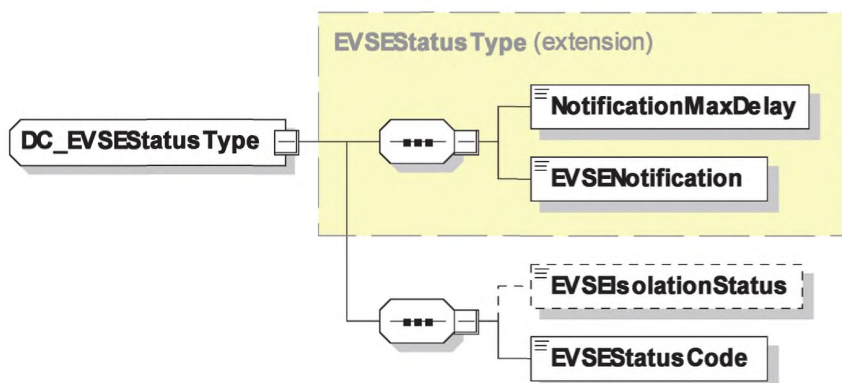 EVSEStatusType (extension)
NotificationMaxDelay
DC_EVSEStatusType
EVSENotification
EVSEIsolationStatus
EVSEStatusCode